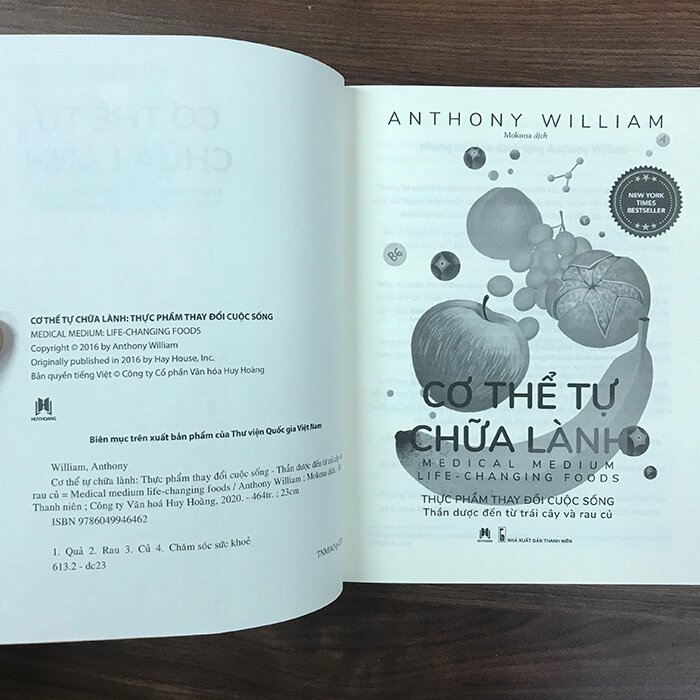 CƠ THỂ TỰ CHỮA LÀNH: THỰC PHẨM THAY ĐỔI CUỘC SỐNG
MEDICAL MEDIUM: LIFE-CHANGING FOODS
Copyright © 2016 by Anthony William
Originally published in 2016 by Hay House, Inc.
Bản quyền tiếng Việt © Công ty Cổ phần Văn hóa Huy Hoàng
HUYHOANG
Biên mục trên xuất bản phẩm của Thư viện Quốc gia Việt Nam
William, Anthony
Cơ thể tự chữa lành: Thực phẩm thay đổi cuộc sống - Thần dược đến từ trái cây và
rau củ = Medical medium life-changing foods / Anthony William ; Mokona dịch . - H.
Thanh niên ; Công ty Văn hoá Huy Hoàng, 2020. - 464tr. ; 23cm
ISBN 9786049946462
1. Quả 2. Rau 3. Củ 4. Chăm sóc sức khoẻ
613.2 - dc23
ANTHONY WILLIAM
Mokona dịch
NEW YORK
TIMES
BESTSELLER
A
B6
CƠ THỂ TỰ
CHỮA LÀNH
MEDICAL MEDIUM
LIFE-CHANGING FOODS
THỰC PHẨM THAY ĐỔI CUỘC SỐNG
Thần dược đến từ trái cây và rau củ
HUYHOANG
NHÀ XUẤT BẢN THANH NIÊN